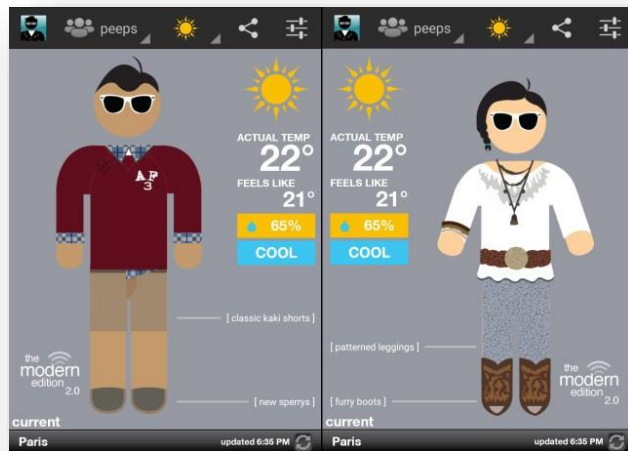 peeps
ACTUAL TEMP
22°
FEELS LIKE
21°
65%
COOL
A F
3
[ classic kaki shorts ]
[ new sperrys ]
the
modern
edition
2.0
current
Paris
updated 6:35 PM
peeps
ACTUAL TEMP
22°
FEELS LIKE
21°
65%
COOL
[ patterned leggings ]
[ furry boots ]
the
modern
edition
2.0
current
Paris
updated 6:35 PM